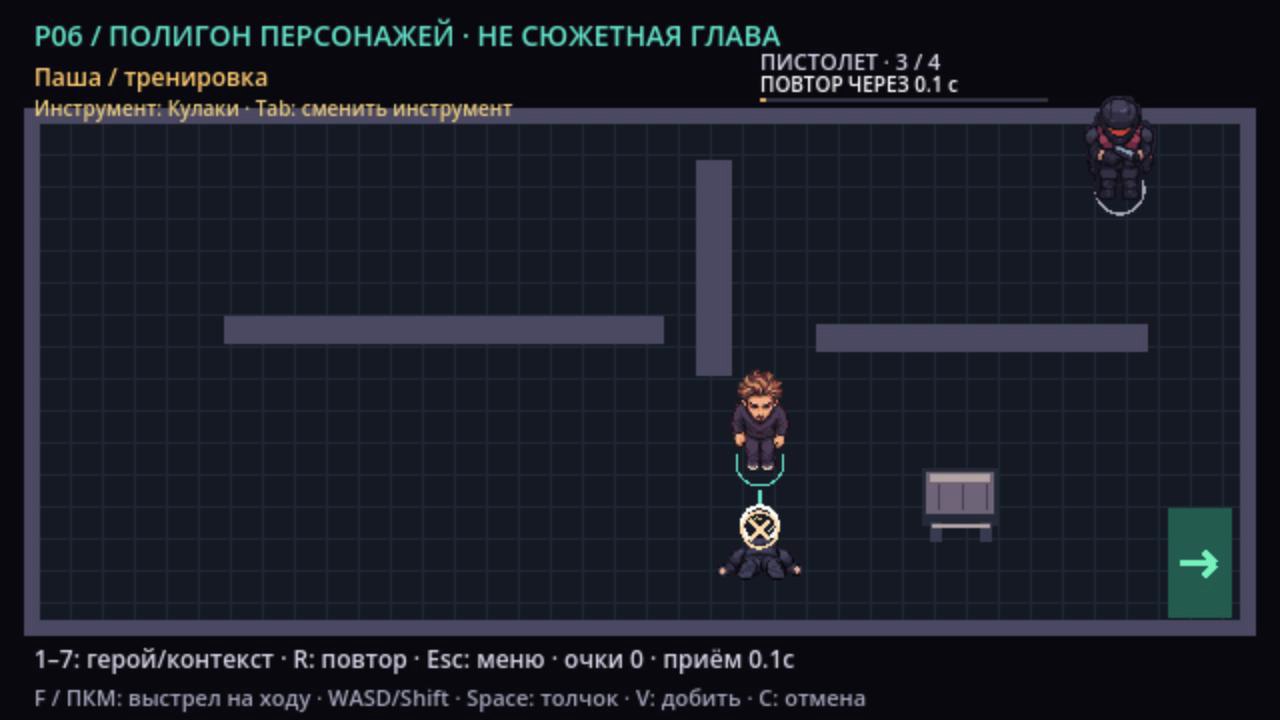 P06 / ПОЛИГОН ПЕРСОНАЖЕЙ · НЕ СЮЖЕТНАЯ ГЛАВА
Паша / тренировка
ПИСТОЛЕТ · 3 / 4
ПОВТОР ЧЕРЕЗ 0.1 с
Инструмент: Кулаки · Tab: сменить инструмент
1–7: герой/контекст · R: повтор · Esc: меню · очки 0 · приём 0.1с
F / ПКМ: выстрел на ходу · WASD/Shift · Space: толчок · V: добить · C: отмена